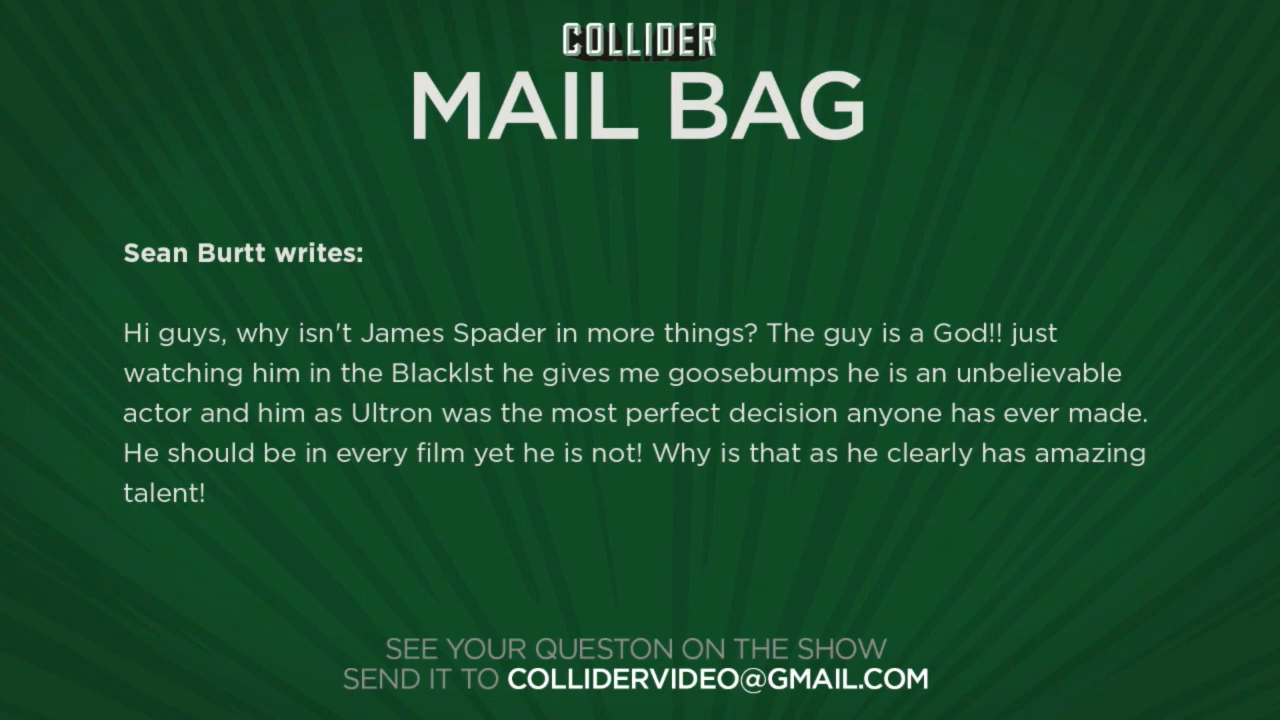 COLLIDER
MAIL BAG
Sean Burtt writes:
Hi guys, why isn't James Spader in more things? The guy is a God!! just
watching him in the Blacklst he gives me goosebumps he is an unbelievable
actor and him as Ultron was the most perfect decision anyone has ever made.
He should be in every film yet he is not! Why is that as he clearly has amazing
talent!
SEE YOUR QUESTON ON THE SHOW
SEND IT TO COLLIDERVIDEO@GMAIL.COM